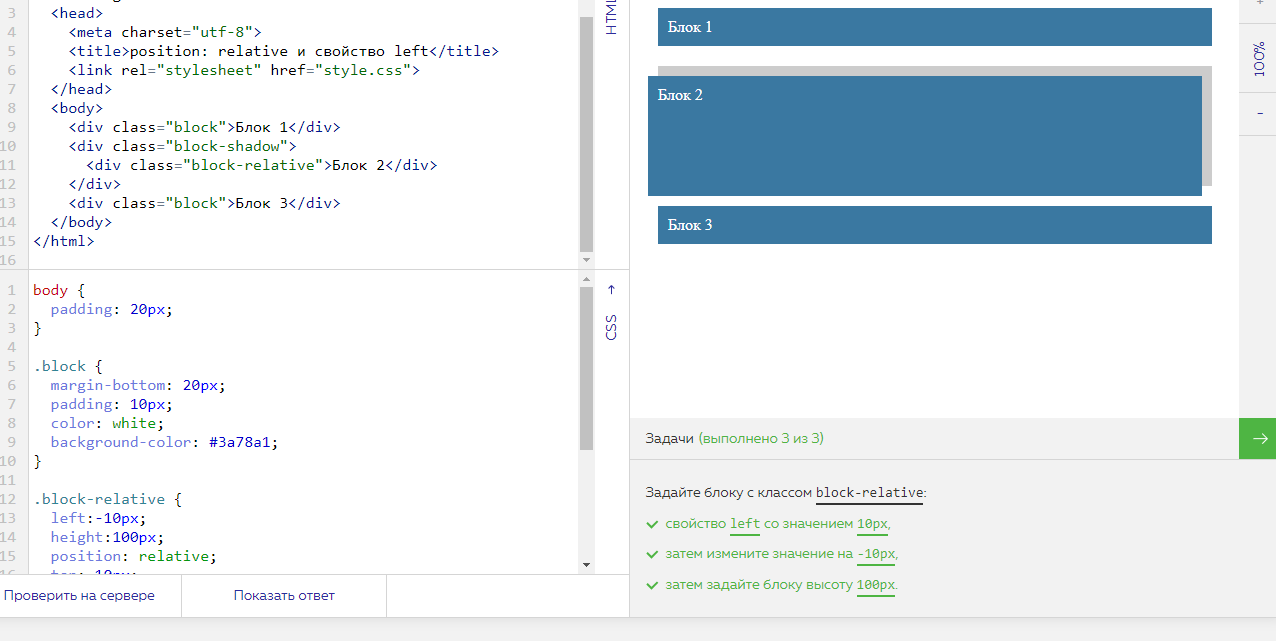 3 <head>
4 <meta charset="utf-8">
5 <title>position: relative и свойство left</title>
6 <link rel="stylesheet" href="style.css">
7 </head>
8 <body>
9 <div class="block">Блок 1</div>
10 <div class="block-shadow">
11 <div class="block-relative">Блок 2</div>
12 </div>
13 <div class="block">Блок 3</div>
14 </body>
15 </html>
16
HTML
1 body {
2 padding: 20px;
3 }
4
5 .block {
6 margin-bottom: 20px;
7 padding: 10px;
8 color: white;
9 background-color: #3a78a1;
10 }
11
12 .block-relative {
13 left:-10px;
14 height:100px;
15 position: relative;
CSS
Проверить на сервере
Показать ответ
Блок 1
Блок 2
Блок 3
+
100%
-
Задачи (выполнено 3 из 3)
Задайте блоку с классом block-relative:
свойство left со значением 10px,
затем измените значение на -10px,
затем задайте блоку высоту 100px.